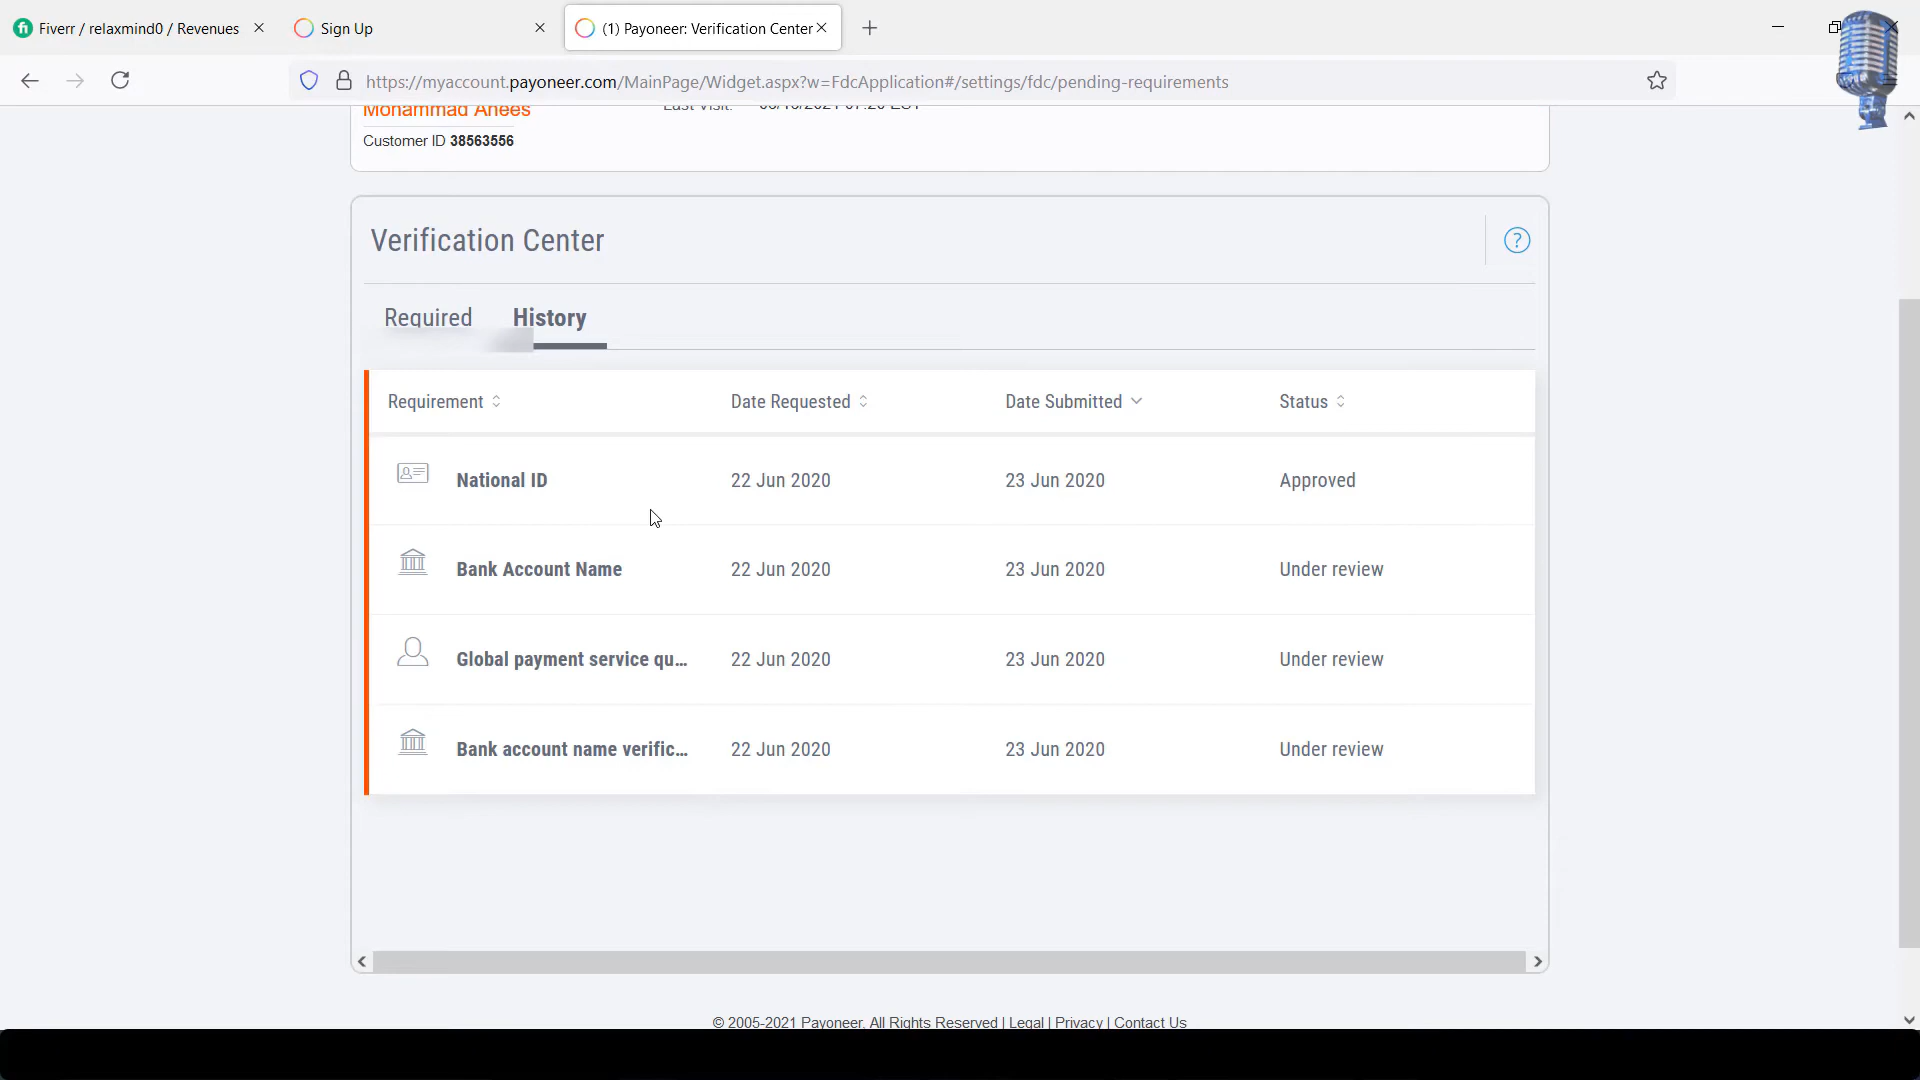 Fiverr / relaxmind0 / Revenues
Sign Up
(1) Payoneer: Verification Center
https://myaccount.payoneer.com/MainPage/Widget.aspx?w=FdcApplication#/settings/fdc/pending-requirements
Mohammad Anees
Last Visit:
Customer ID 38563556
Verification Center
?
Required History
Requirement Date Requested Date Submitted Status
National ID 22 Jun 2020 23 Jun 2020 Approved
Bank Account Name 22 Jun 2020 23 Jun 2020 Under review
Global payment service qu... 22 Jun 2020 23 Jun 2020 Under review
Bank account name verific... 22 Jun 2020 23 Jun 2020 Under review
© 2005-2021 Payoneer, All Rights Reserved | Legal | Privacy | Contact Us